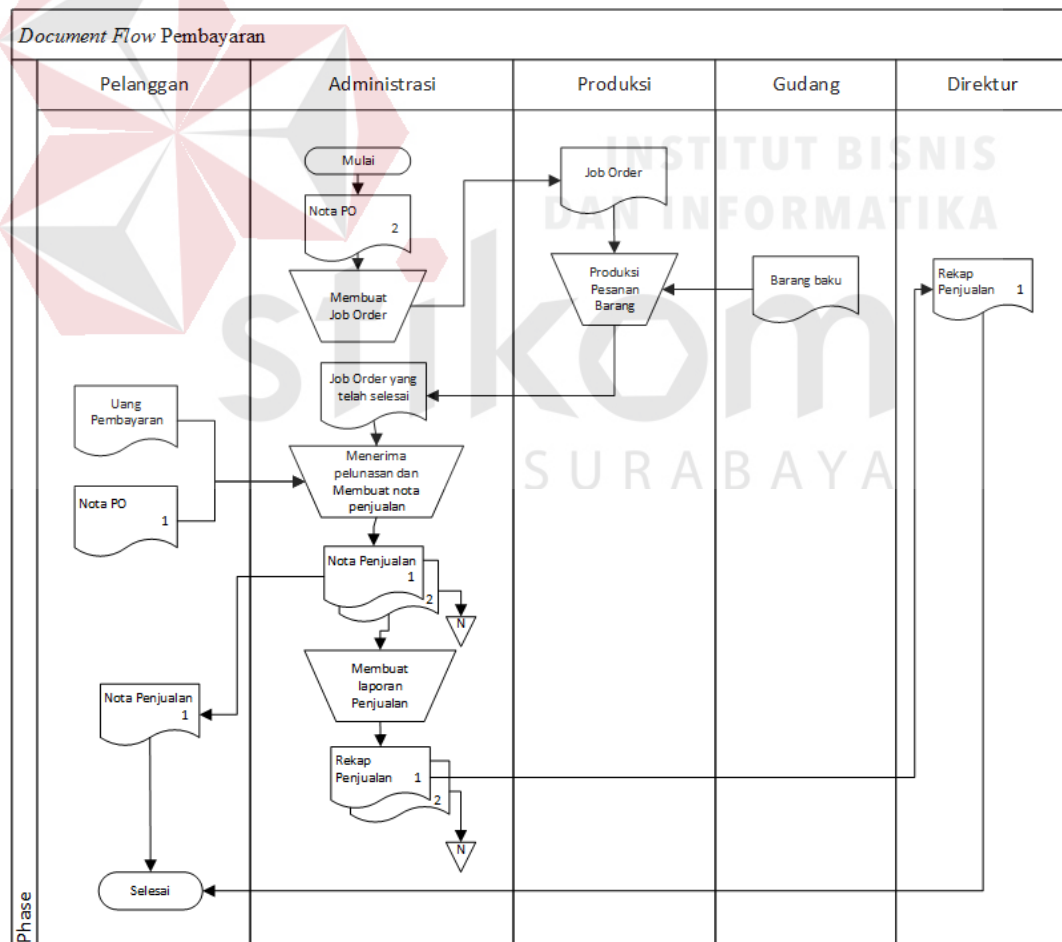 Document Flow Pembayaran
Pelanggan
Administrasi
Produksi
Gudang
Direktur
INSTITUT BISNIS
DAN INFORMATIKA
stikom
SURABAYA
Mulai
Nota PO
2
Membuat
Job Order
Job Order
Produksi
Pesanan
Barang
Barang baku
Rekap
Penjualan 1
Job Order yang
telah selesai
Uang
Pembayaran
Nota PO
1
Menerima
pelunasan dan
Membuat nota
penjualan
Nota Penjualan
1
2
N
Membuat
laporan
Penjualan
Nota Penjualan
1
Rekap
Penjualan 1
2
N
Selesai
Phase